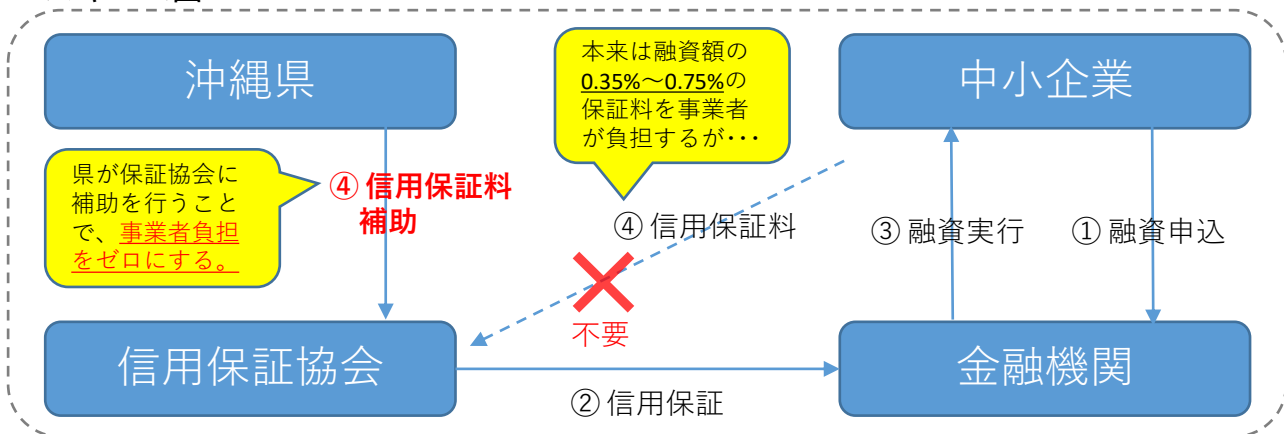 沖縄県
本来は融資額の
0.35%～0.75%の
保証料を事業者
が負担するが・・・
中小企業
県が保証協会に
補助を行うこと
で、事業者負担
をゼロにする。
④ 信用保証料
補助
④ 信用保証料
③ 融資実行
① 融資申込
不要
信用保証協会
② 信用保証
金融機関